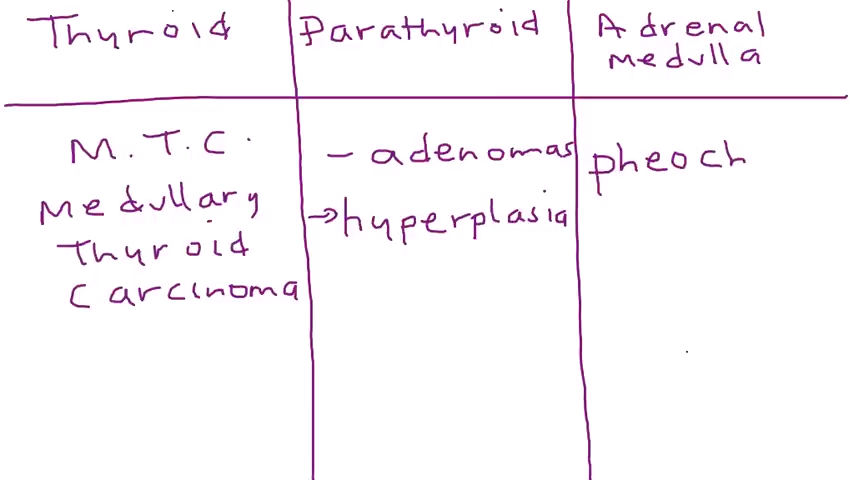 Thyroid
Parathyroid
Adrenal
medulla
M.T.C.
Medullary
Thyroid
Carcinoma
- adenomas
→ hyperplasia
pheoch